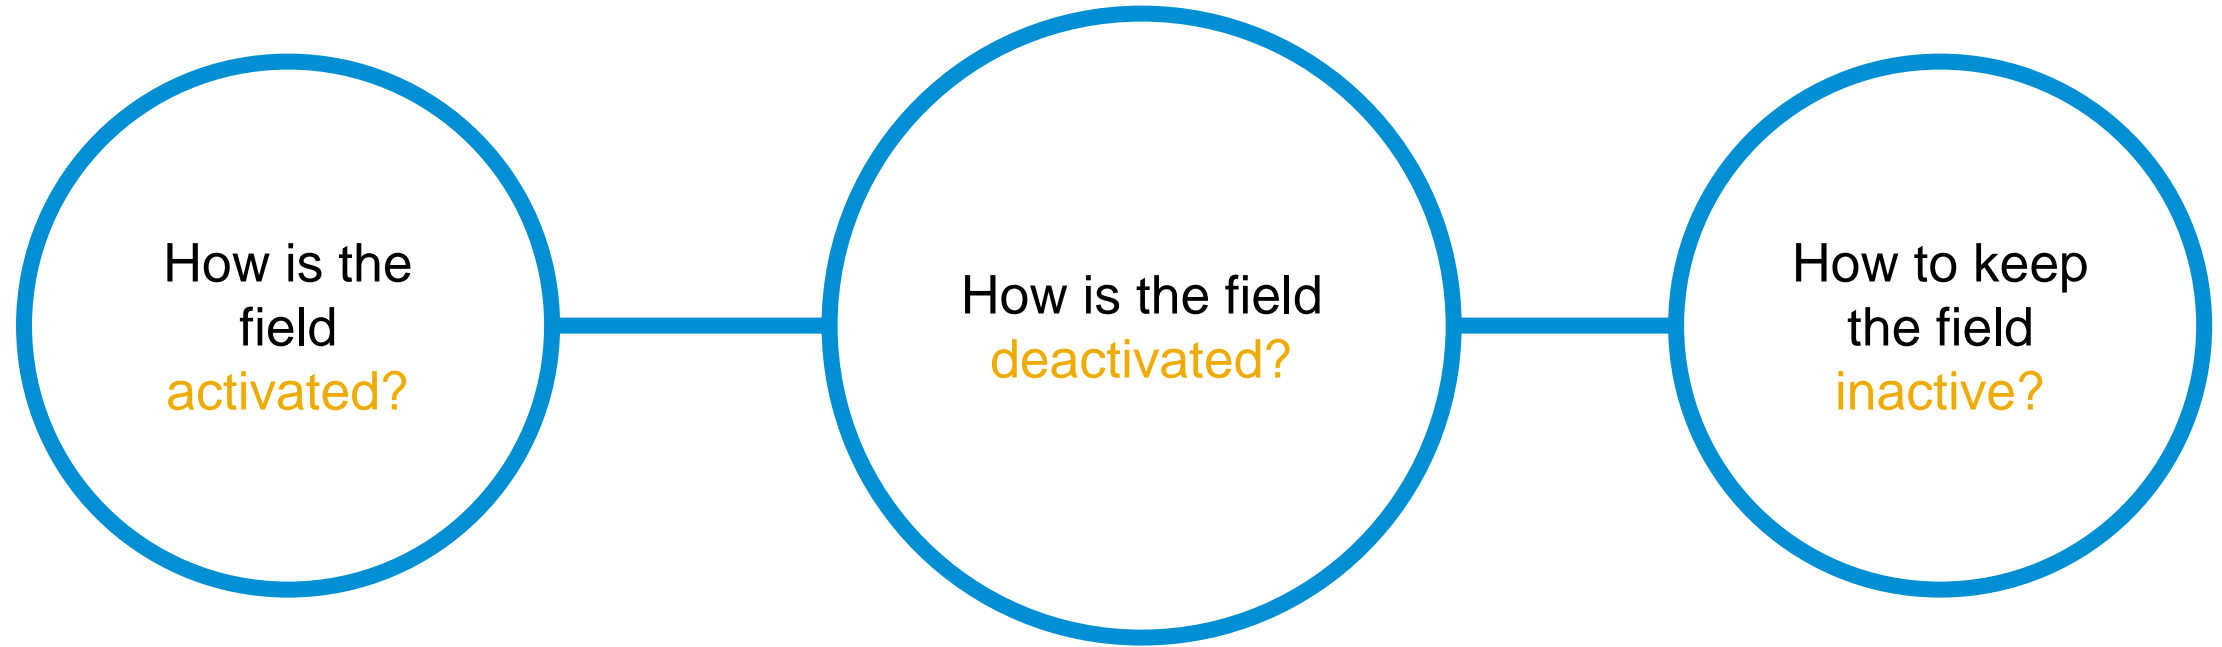 How is the
field
activated?
How is the field
deactivated?
How to keep
the field
inactive?